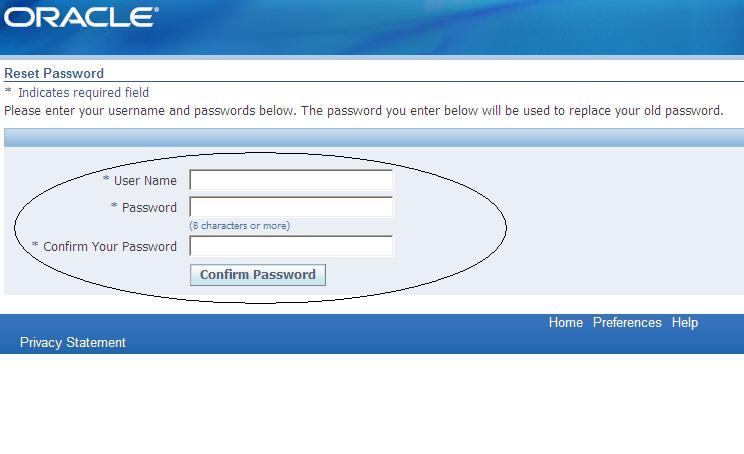 ORACLE®
Reset Password
* Indicates required field
Please enter your username and passwords below. The password you enter below will be used to replace your old password.
* User Name
* Password
(8 characters or more)
* Confirm Your Password
Confirm Password
Home Preferences Help
Privacy Statement